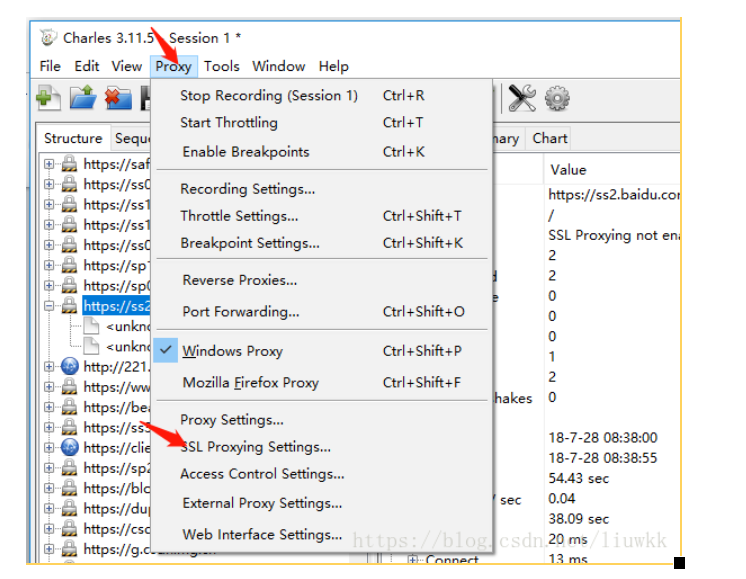 Charles 3.11.5 - Session 1 *
File Edit View Proxy Tools Window Help
Stop Recording (Session 1) Ctrl+R
Start Throttling Ctrl+T
Enable Breakpoints Ctrl+K
Recording Settings...
Throttle Settings... Ctrl+Shift+T
Breakpoint Settings... Ctrl+Shift+K
Reverse Proxies...
Port Forwarding... Ctrl+Shift+O
Windows Proxy Ctrl+Shift+P
Mozilla Firefox Proxy Ctrl+Shift+F
Proxy Settings...
SSL Proxying Settings...
Access Control Settings...
External Proxy Settings...
Web Interface Settings...
Structure Sequ
https://saf
https://ss0
https://ss1
https://ss1
https://ss0
https://sp1
https://sp0
https://ss2
<unkno
<unkno
http://221.
https://ww
https://bea
https://ss3
https://clie
https://sp2
https://blo
https://dup
https://csd
mary Chart
Value
https://ss2.baidu.co
/
SSL Proxying not en
2
2
0
0
0
1
2
hakes 0
18-7-28 08:38:00
18-7-28 08:38:55
54.43 sec
sec 0.04
38.09 sec
20 ms
Connect 13 ms
https://blog.csdn.net/liuwkk